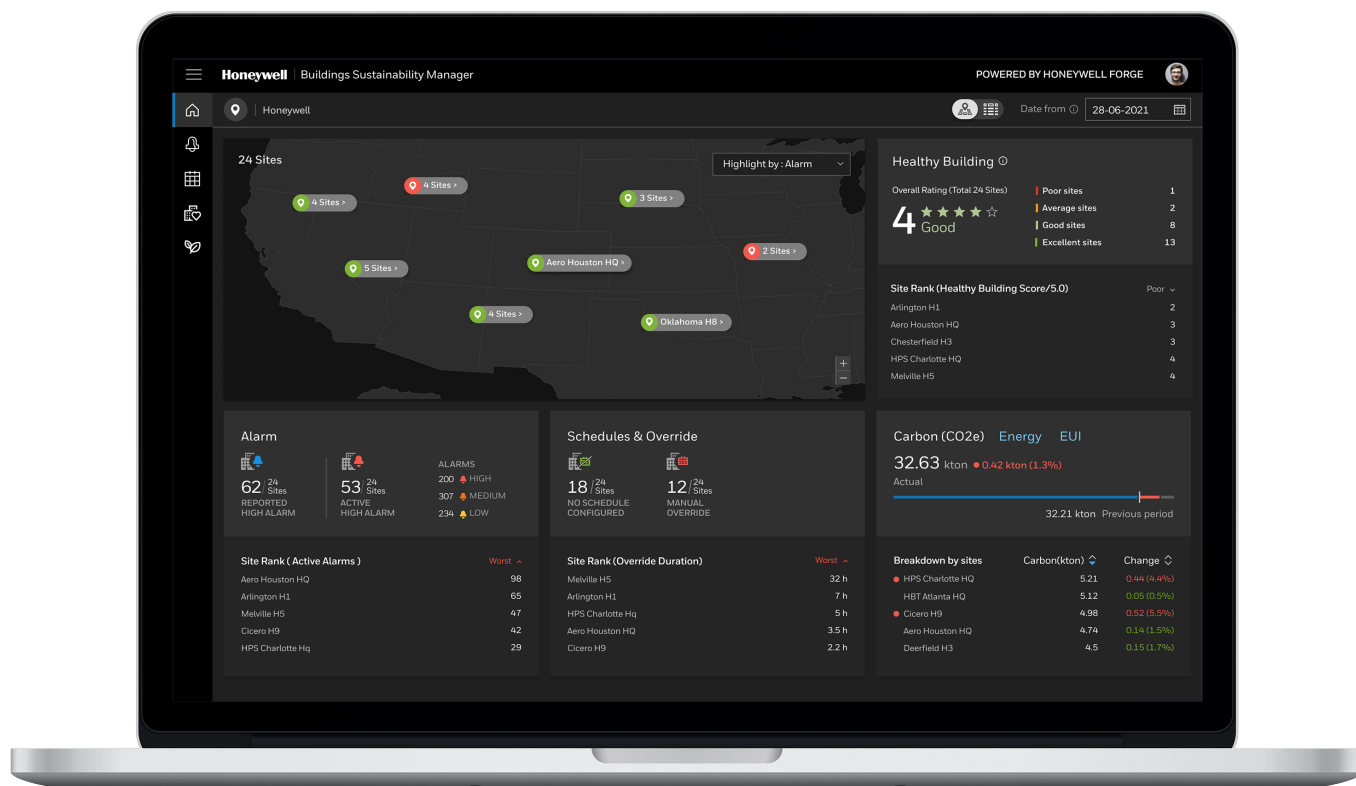 Honeywell | Buildings Sustainability Manager
POWERED BY HONEYWELL FORGE
Honeywell
Date from
28-06-2021
24 Sites
Highlight by : Alarm
4 Sites >
4 Sites >
3 Sites >
2 Sites >
5 Sites >
Aero Houston HQ >
4 Sites >
Oklahoma H8 >
+
−
Healthy Building
Overall Rating (Total 24 Sites)
4 Good
Poor sites 1
Average sites 2
Good sites 8
Excellent sites 13
Site Rank (Healthy Building Score/5.0) Poor
Arlington H1 2
Aero Houston HQ 3
Chesterfield H3 3
HPS Charlotte HQ 4
Melville H5 4
Alarm
62/24 Sites
REPORTED
HIGH ALARM
53/24 Sites
ACTIVE
HIGH ALARM
ALARMS
200 HIGH
307 MEDIUM
234 LOW
Site Rank ( Active Alarms ) Worst
Aero Houston HQ 98
Arlington H1 65
Melville H5 47
Cicero H9 42
HPS Charlotte Hq 29
Schedules & Override
18/24 Sites
NO SCHEDULE
CONFIGURED
12/24 Sites
MANUAL
OVERRIDE
Site Rank (Override Duration) Worst
Melville H5 32 h
Arlington H1 7 h
HPS Charlotte Hq 5 h
Aero Houston HQ 3.5 h
Cicero H9 2.2 h
Carbon (CO2e) Energy EUI
32.63 kton 0.42 kton (1.3%)
Actual
32.21 kton Previous period
Breakdown by sites Carbon(kton) Change
HPS Charlotte HQ 5.21 0.44 (4.4%)
HBT Atlanta HQ 5.12 0.05 (0.5%)
Cicero H9 4.98 0.52 (5.5%)
Aero Houston HQ 4.74 0.14 (1.5%)
Deerfield H3 4.5 0.15 (1.7%)